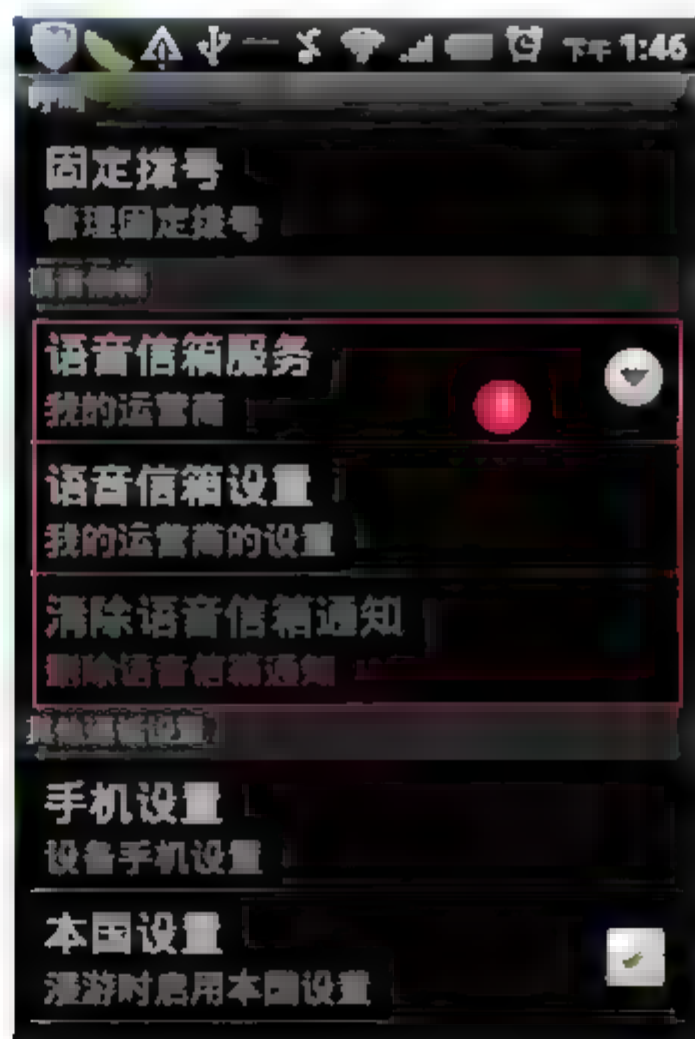 下午 1:46
固定拨号
管理固定拨号
语音信箱服务
我的运营商
语音信箱设置
我的运营商的设置
清除语音信箱通知
删除语音信箱通知
手机设置
设备手机设置
本国设置
漫游时启用本国设置